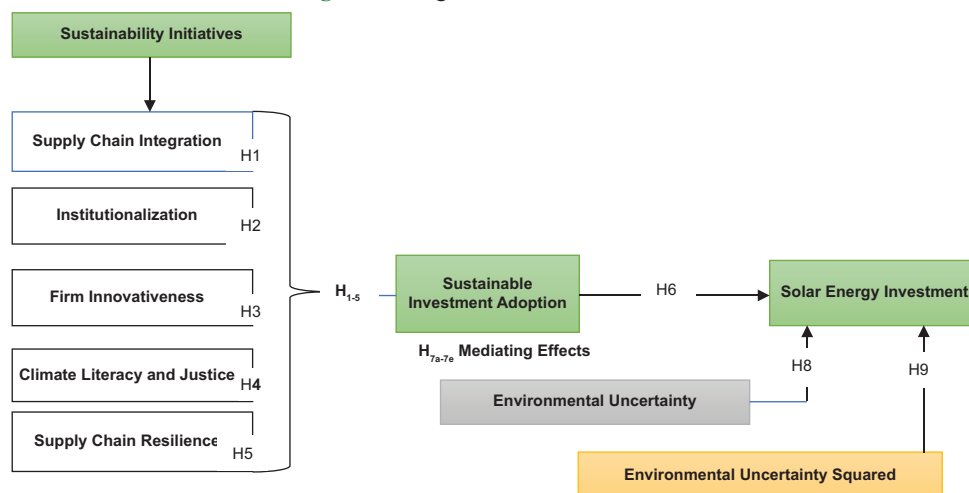 Sustainability Initiatives
Supply Chain Integration
H1
Institutionalization
H2
Firm Innovativeness
H3
Climate Literacy and Justice
H4
Supply Chain Resilience
H5
H1-5
Sustainable
Investment Adoption
H7a-7e Mediating Effects
H6
Solar Energy Investment
H8
H9
Environmental Uncertainty
Environmental Uncertainty Squared